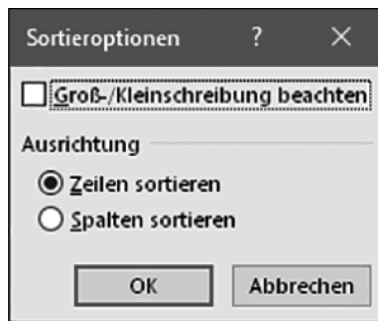 Sortieroptionen ?
Groß-/Kleinschreibung beachten
Ausrichtung
Zeilen sortieren
Spalten sortieren
OK Abbrechen